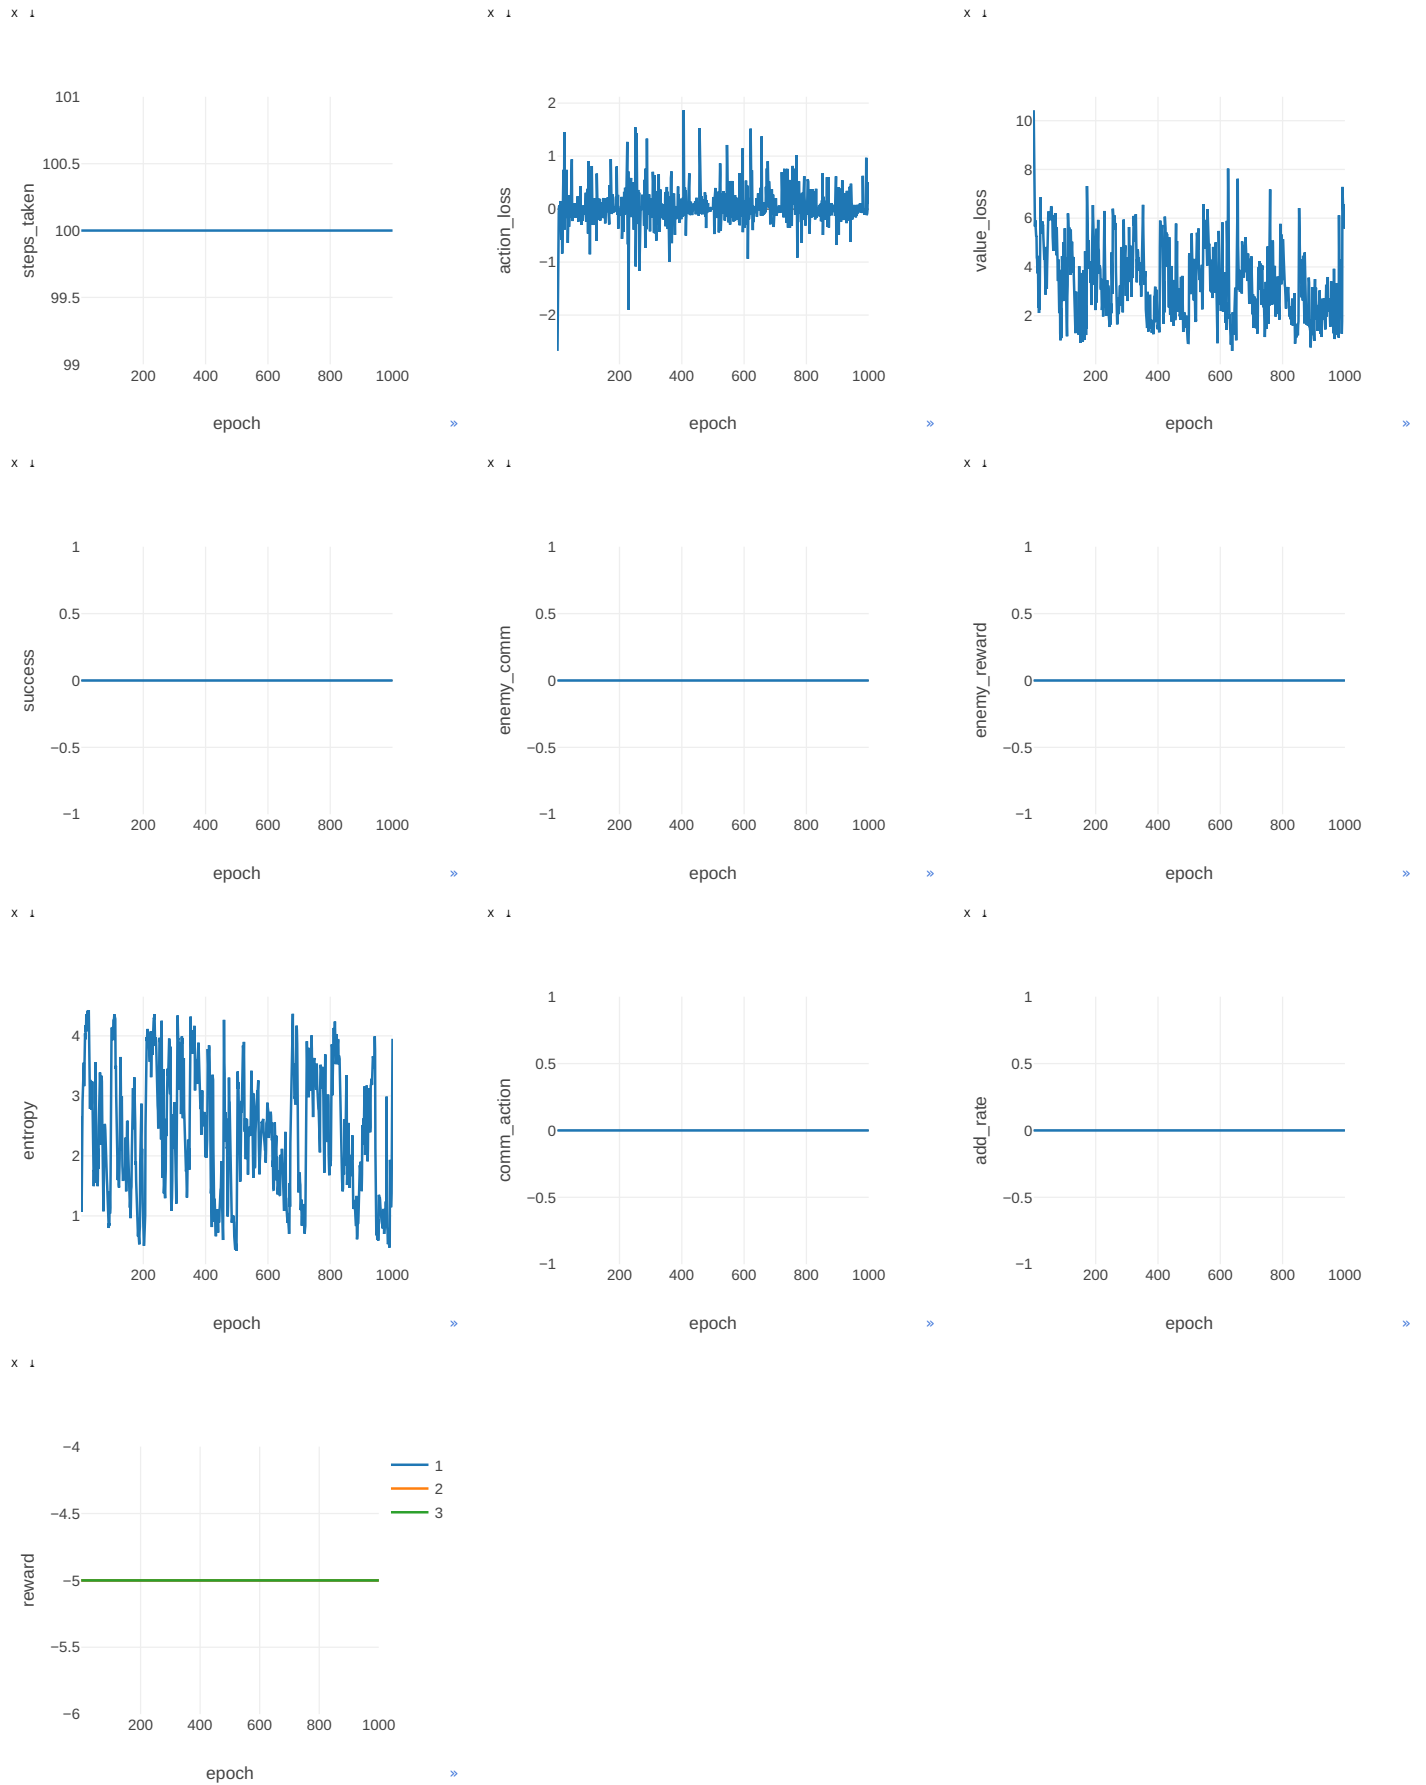 X ⤓
X ⤓
X ⤓
steps_taken
101
100.5
100
99.5
99
200 400 600 800 1000
epoch
»
action_loss
2
1
0
−1
−2
200 400 600 800 1000
epoch
»
value_loss
10
8
6
4
2
200 400 600 800 1000
epoch
»
X ⤓
X ⤓
X ⤓
success
1
0.5
0
−0.5
−1
200 400 600 800 1000
epoch
»
enemy_comm
1
0.5
0
−0.5
−1
200 400 600 800 1000
epoch
»
enemy_reward
1
0.5
0
−0.5
−1
200 400 600 800 1000
epoch
»
X ⤓
X ⤓
X ⤓
entropy
4
3
2
1
200 400 600 800 1000
epoch
»
comm_action
1
0.5
0
−0.5
−1
200 400 600 800 1000
epoch
»
add_rate
1
0.5
0
−0.5
−1
200 400 600 800 1000
epoch
»
X ⤓
reward
−4
−4.5
−5
−5.5
−6
200 400 600 800 1000
epoch
1
2
3
»